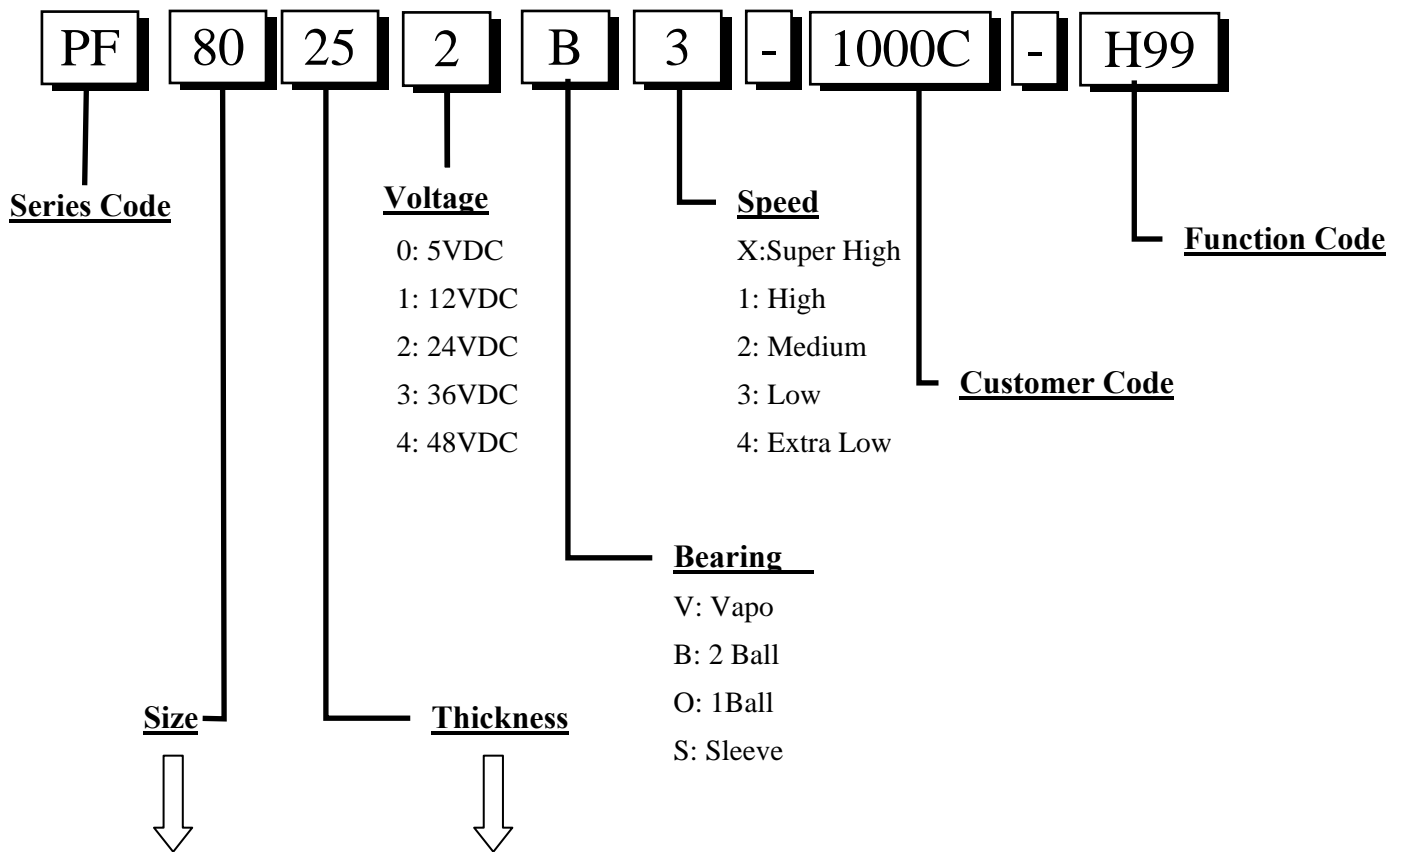 PF 80 25 2 B 3 - 1000C - H99
Series Code
Voltage
0: 5VDC
1: 12VDC
2: 24VDC
3: 36VDC
4: 48VDC
Speed
X:Super High
1: High
2: Medium
3: Low
4: Extra Low
Function Code
Customer Code
Bearing
V: Vapo
B: 2 Ball
O: 1Ball
S: Sleeve
Size
Thickness